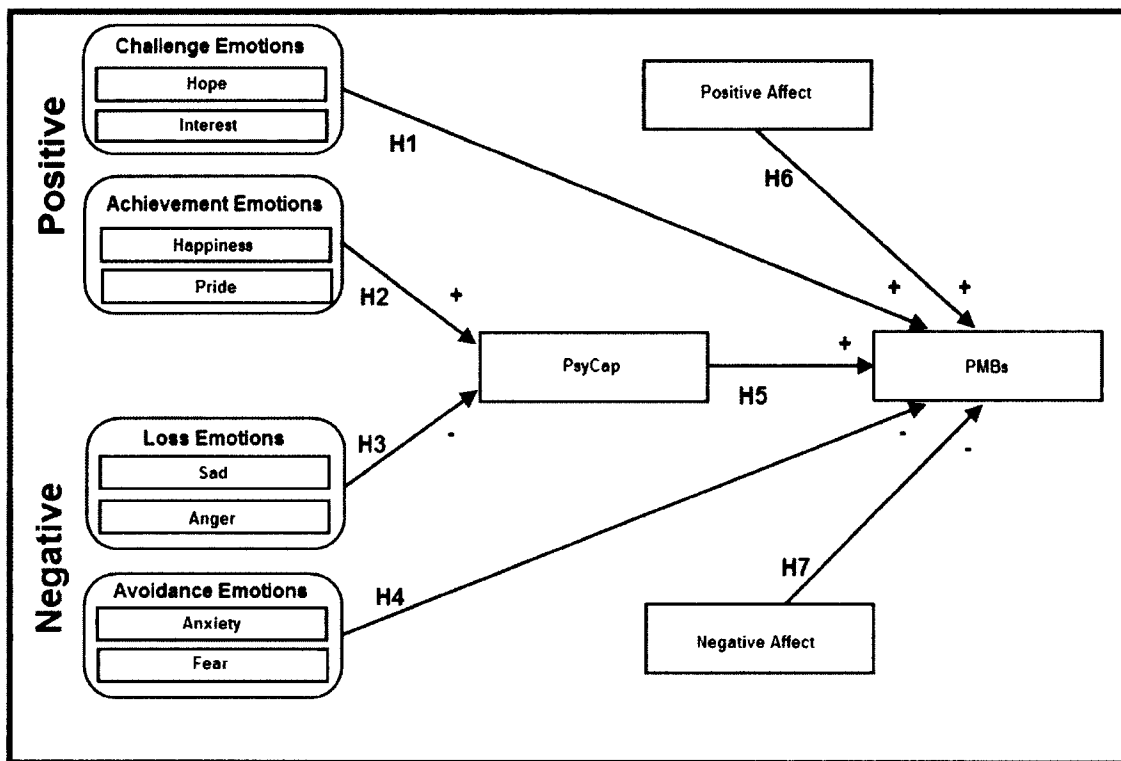 Positive
Challenge Emotions
Hope
Interest
H1
Positive Affect
H6
Achievement Emotions
Happiness
Pride
H2
+
+
+
PsyCap
+
H5
PMBs
Negative
Loss Emotions
Sad
Anger
H3
-
-
-
Avoidance Emotions
Anxiety
Fear
H4
H7
Negative Affect